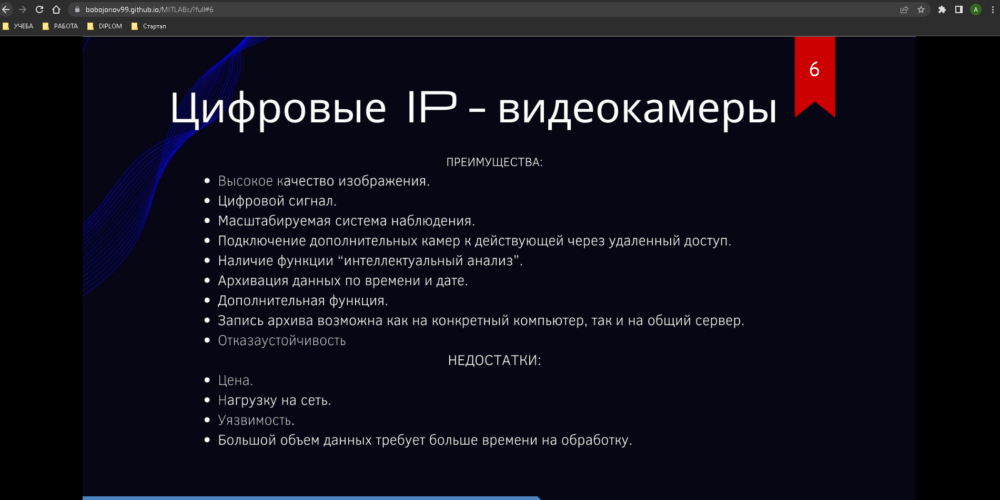 bobojonov99.github.io/MITLABs/?full#6
A
УЧЕБА РАБОТА DIPLOM Стартап
6
Цифровые IP - видеокамеры
ПРЕИМУЩЕСТВА:
• Высокое качество изображения.
• Цифровой сигнал.
• Масштабируемая система наблюдения.
• Подключение дополнительных камер к действующей через удаленный доступ.
• Наличие функции “интеллектуальный анализ”.
• Архивация данных по времени и дате.
• Дополнительная функция.
• Запись архива возможна как на конкретный компьютер, так и на общий сервер.
• Отказаустойчивость
НЕДОСТАТКИ:
• Цена.
• Нагрузку на сеть.
• Уязвимость.
• Большой объем данных требует больше времени на обработку.